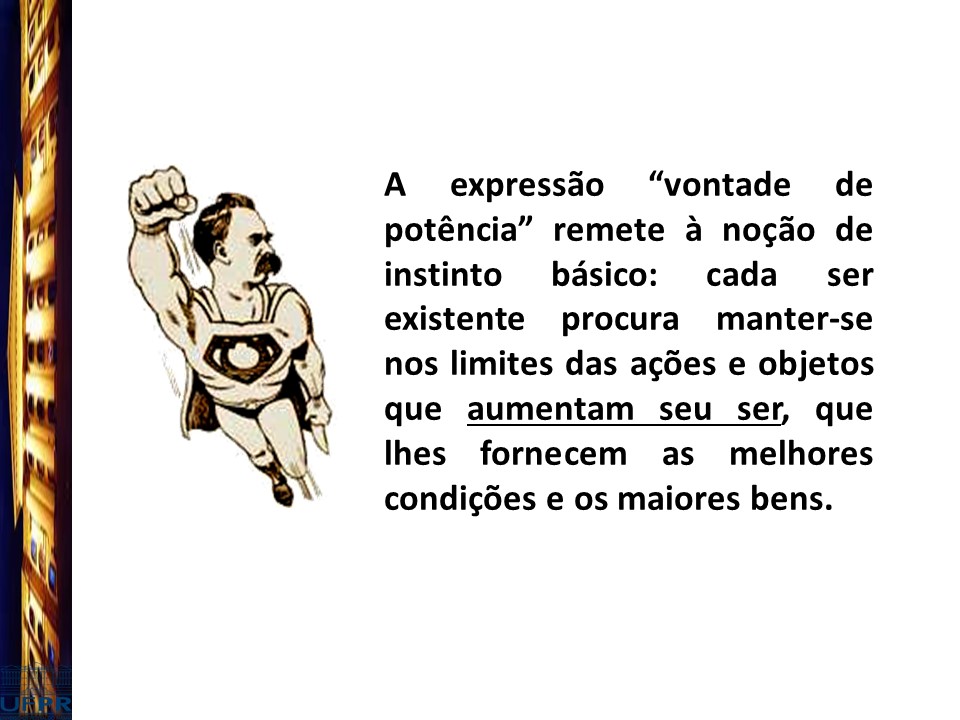 A expressão “vontade de
potência” remete à noção de
instinto básico: cada ser
existente procura manter-se
nos limites das ações e objetos
que aumentam seu ser, que
lhes fornecem as melhores
condições e os maiores bens.
UFPR